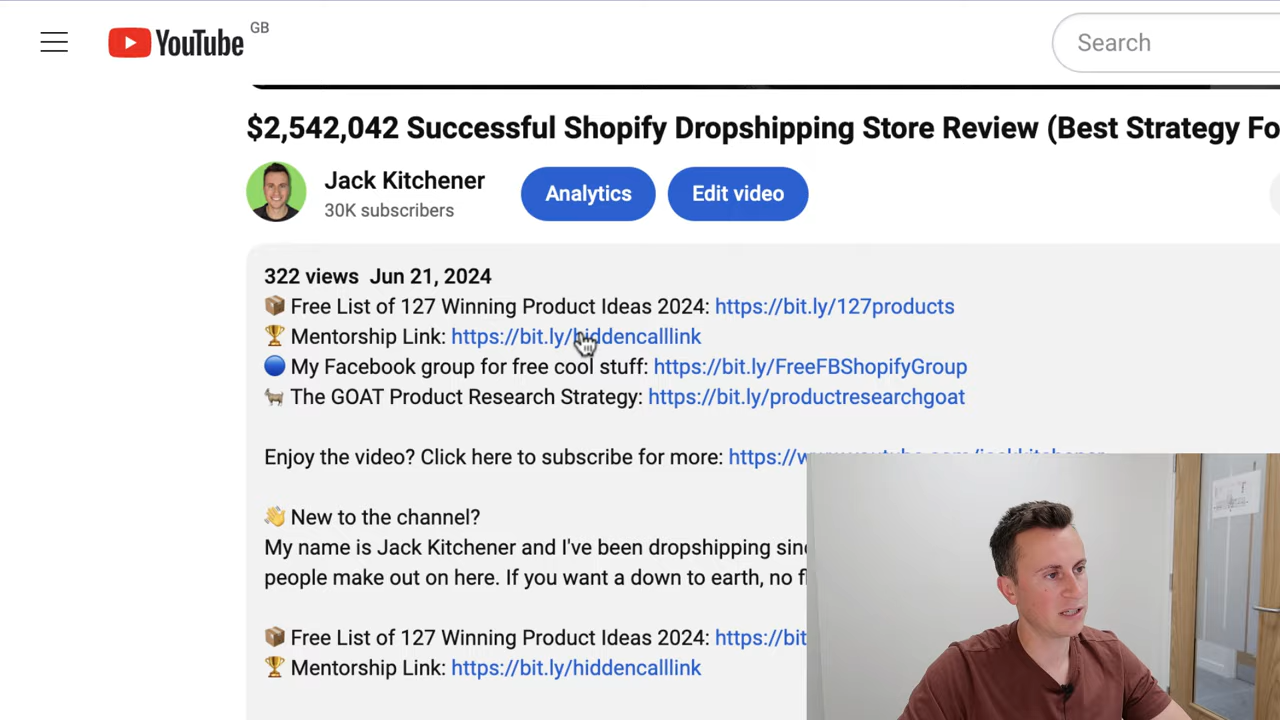 YouTube GB
Search
$2,542,042 Successful Shopify Dropshipping Store Review (Best Strategy Fo
Jack Kitchener
30K subscribers
Analytics
Edit video
322 views Jun 21, 2024
📦 Free List of 127 Winning Product Ideas 2024: https://bit.ly/127products
🏆 Mentorship Link: https://bit.ly/hiddencalllink
🔵 My Facebook group for free cool stuff: https://bit.ly/FreeFBShopifyGroup
🐐 The GOAT Product Research Strategy: https://bit.ly/productresearchgoat
Enjoy the video? Click here to subscribe for more: https://www.youtube.com/jackkitchener
👋 New to the channel?
My name is Jack Kitchener and I've been dropshipping sinc
people make out on here. If you want a down to earth, no fl
📦 Free List of 127 Winning Product Ideas 2024: https://bit
🏆 Mentorship Link: https://bit.ly/hiddencalllink